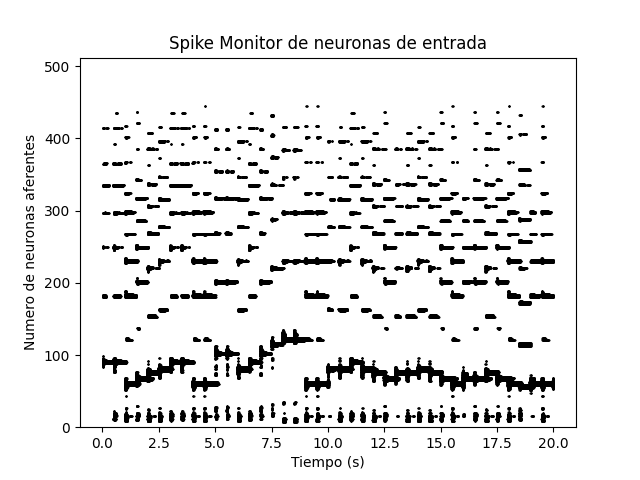 Spike Monitor de neuronas de entrada
Numero de neuronas aferentes
500
400
300
200
100
0
0.0 2.5 5.0 7.5 10.0 12.5 15.0 17.5 20.0
Tiempo (s)